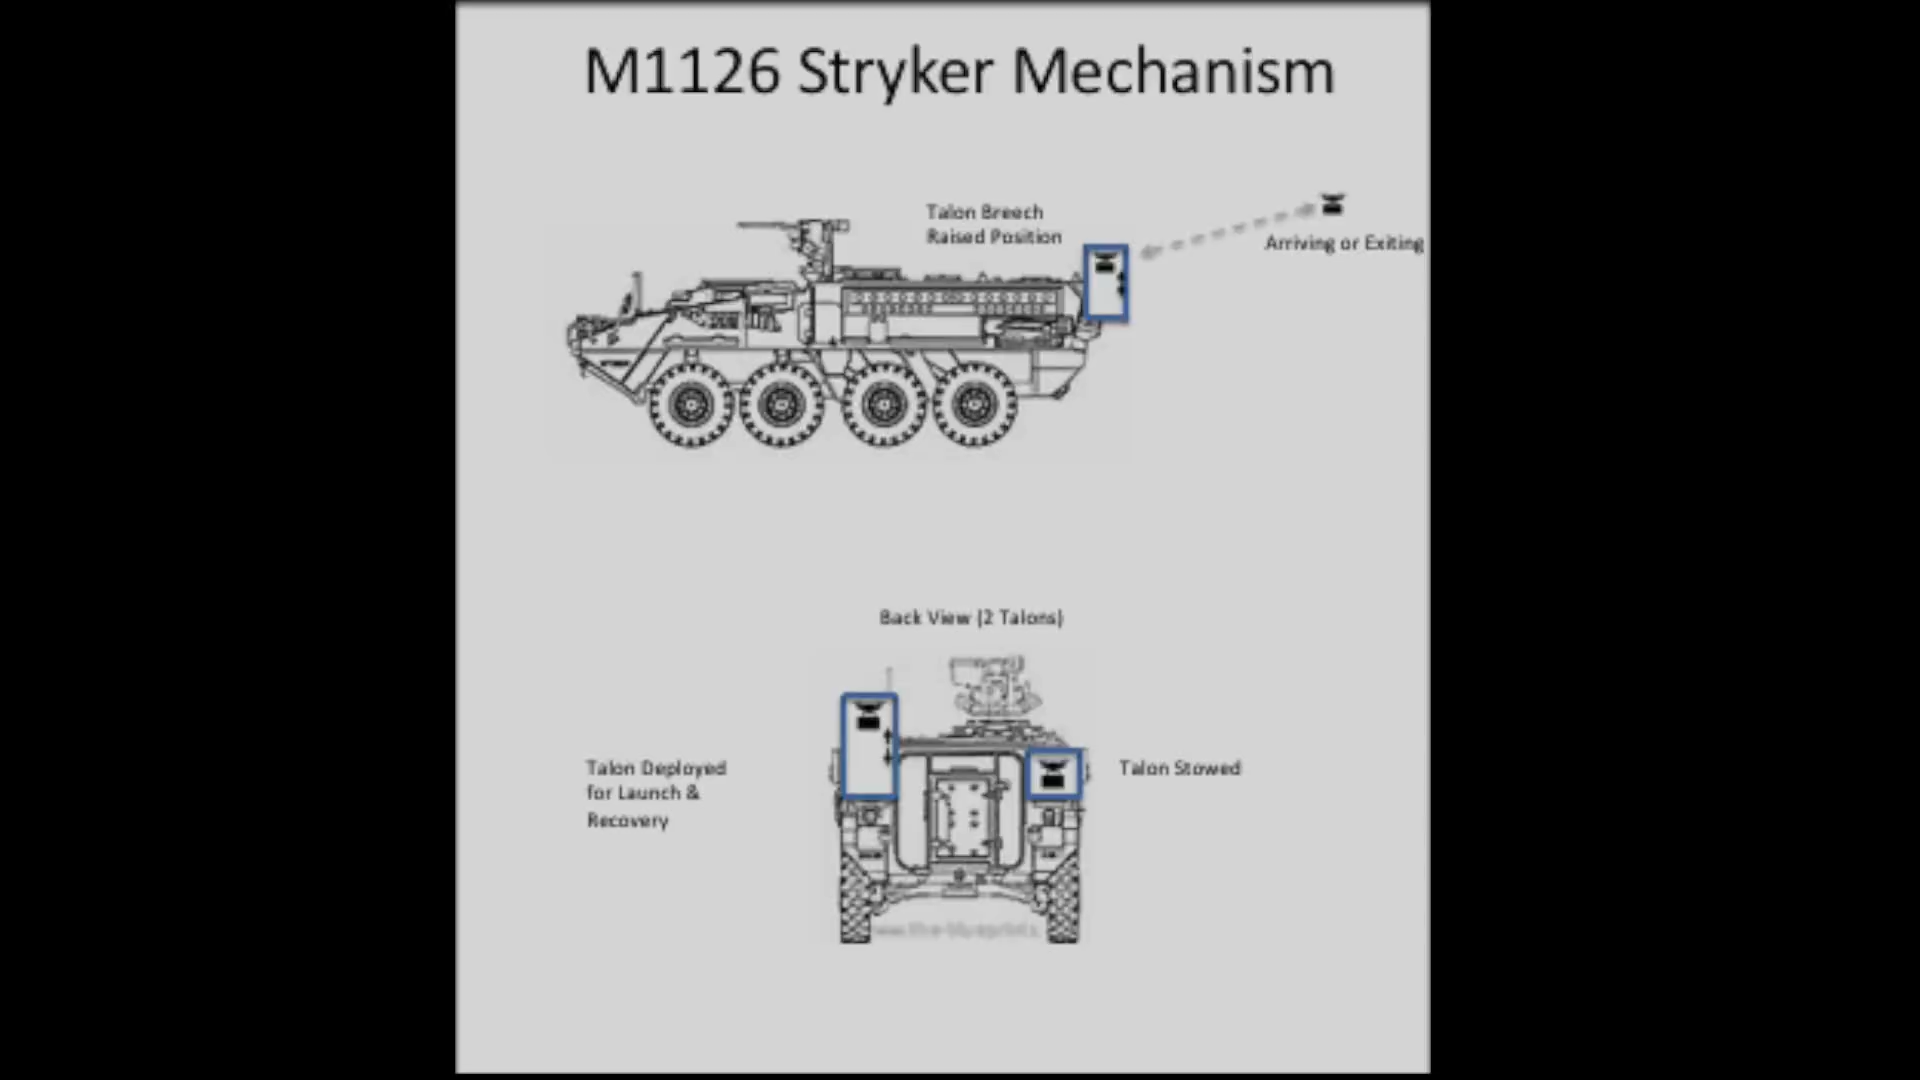 M1126 Stryker Mechanism
Talon Breech
Raised Position
Arriving or Exiting
Back View (2 Talons)
Talon Deployed
for Launch &
Recovery
Talon Stowed